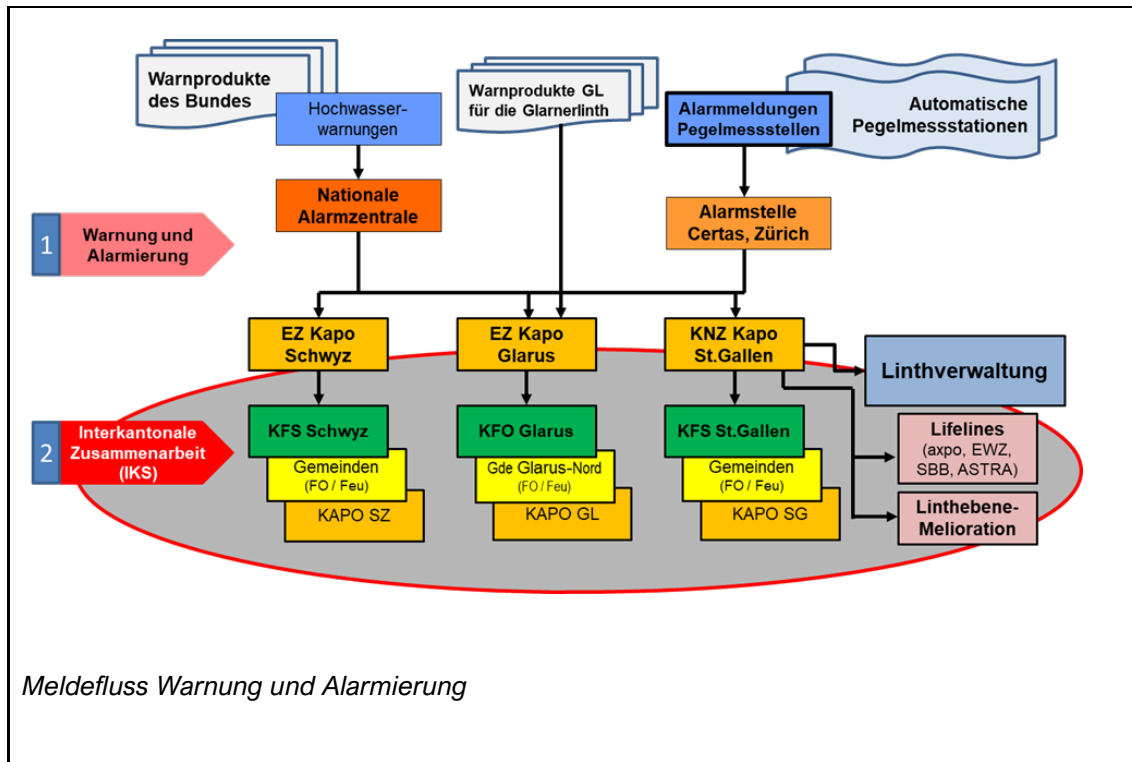 Warnprodukte
des Bundes
Hochwasser-
warnungen
Warnprodukte GL
für die Glarnerlinth
Alarmmeldungen
Pegelmessstellen
Automatische
Pegelmessstationen
Nationale
Alarmzentrale
Alarmstelle
Certas, Zürich
1
Warnung und
Alarmierung
EZ Kapo
Schwyz
EZ Kapo
Glarus
KNZ Kapo
St.Gallen
Linthverwaltung
2
Interkantonale
Zusammenarbeit
(IKS)
KFS Schwyz
KFO Glarus
KFS St.Gallen
Lifelines
(axpo, EWZ,
SBB, ASTRA)
Gemeinden
(FO / Feu)
Gde Glarus-Nord
(FO / Feu)
Gemeinden
(FO / Feu)
KAPO SZ
KAPO GL
KAPO SG
Linthebene-
Melioration
Meldefluss Warnung und Alarmierung